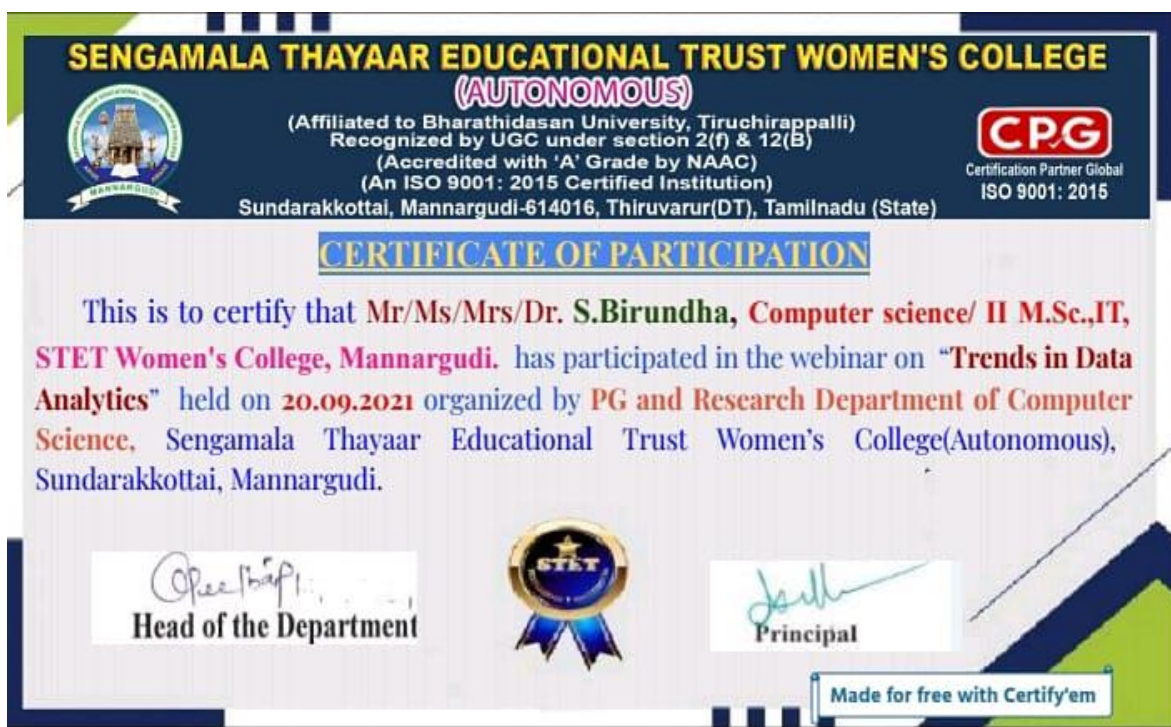 SENGAMALA THAYAAR EDUCATIONAL TRUST WOMEN'S COLLEGE
(AUTONOMOUS)
(Affiliated to Bharathidasan University, Tiruchirappalli)
Recognized by UGC under section 2(f) & 12(B)
(Accredited with 'A' Grade by NAAC)
(An ISO 9001: 2015 Certified Institution)
Sundarakkottai, Mannargudi-614016, Thiruvarur(DT), Tamilnadu (State)
MANNARGUDI
CPG
Certification Partner Global
ISO 9001: 2015
CERTIFICATE OF PARTICIPATION
This is to certify that Mr/Ms/Mrs/Dr. S.Birundha, Computer science/ II M.Sc.,IT,
STET Women's College, Mannargudi. has participated in the webinar on “Trends in Data
Analytics” held on 20.09.2021 organized by PG and Research Department of Computer
Science, Sengamala Thayaar Educational Trust Women’s College(Autonomous),
Sundarakkottai, Mannargudi.
STET
Head of the Department
Principal
Made for free with Certify'em